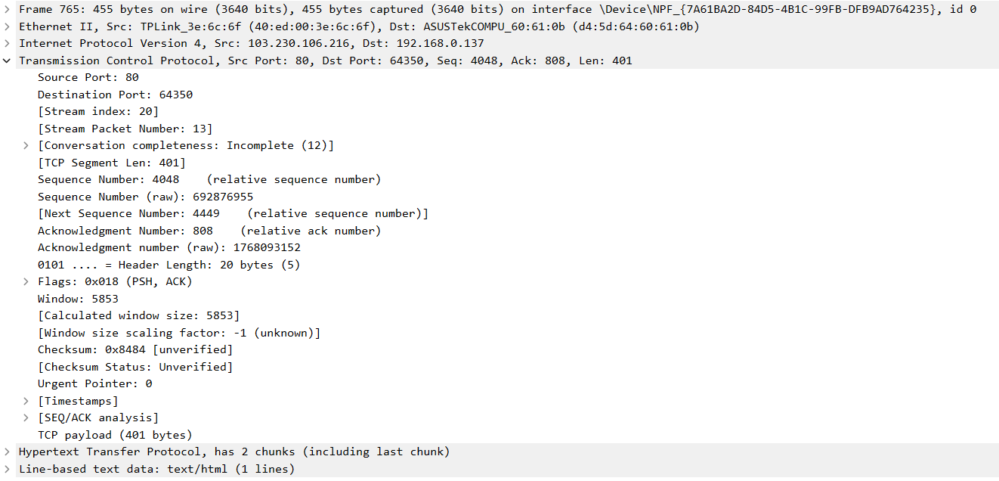 Frame 765: 455 bytes on wire (3640 bits), 455 bytes captured (3640 bits) on interface \Device\NPF_{7A61BA2D-84D5-4B1C-99FB-DFB9AD764235}, id 0
Ethernet II, Src: TPLink_3e:6c:6f (40:ed:00:3e:6c:6f), Dst: ASUSTekCOMPU_60:61:0b (d4:5d:64:60:61:0b)
Internet Protocol Version 4, Src: 103.230.106.216, Dst: 192.168.0.137
Transmission Control Protocol, Src Port: 80, Dst Port: 64350, Seq: 4048, Ack: 808, Len: 401
Source Port: 80
Destination Port: 64350
[Stream index: 20]
[Stream Packet Number: 13]
[Conversation completeness: Incomplete (12)]
[TCP Segment Len: 401]
Sequence Number: 4048    (relative sequence number)
Sequence Number (raw): 692876955
[Next Sequence Number: 4449    (relative sequence number)]
Acknowledgment Number: 808    (relative ack number)
Acknowledgment number (raw): 1768093152
0101 .... = Header Length: 20 bytes (5)
Flags: 0x018 (PSH, ACK)
Window: 5853
[Calculated window size: 5853]
[Window size scaling factor: -1 (unknown)]
Checksum: 0x8484 [unverified]
[Checksum Status: Unverified]
Urgent Pointer: 0
[Timestamps]
[SEQ/ACK analysis]
TCP payload (401 bytes)
Hypertext Transfer Protocol, has 2 chunks (including last chunk)
Line-based text data: text/html (1 lines)